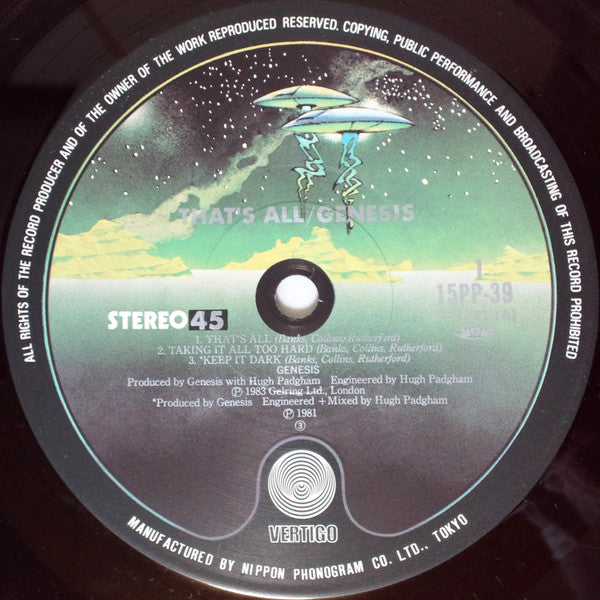 ALL RIGHTS OF THE RECORD PRODUCER AND OF THE OWNER OF THE WORK REPRODUCED RESERVED. COPYING, PUBLIC PERFORMANCE AND BROADCASTING OF THIS RECORD PROHIBITED
THAT'S ALL/GENESIS
1
15PP-39
STEREO 45
1. THAT'S ALL (Banks, Collins, Rutherford)
2. TAKING IT ALL TOO HARD (Banks, Collins, Rutherford)
3. *KEEP IT DARK (Banks, Collins, Rutherford)
GENESIS
Produced by Genesis with Hugh Padgham Engineered by Hugh Padgham
Ⓟ 1983 Gelring Ltd., London
*Produced by Genesis Engineered + Mixed by Hugh Padgham
Ⓟ 1981
③
VERTIGO
MANUFACTURED BY NIPPON PHONOGRAM CO. LTD., TOKYO